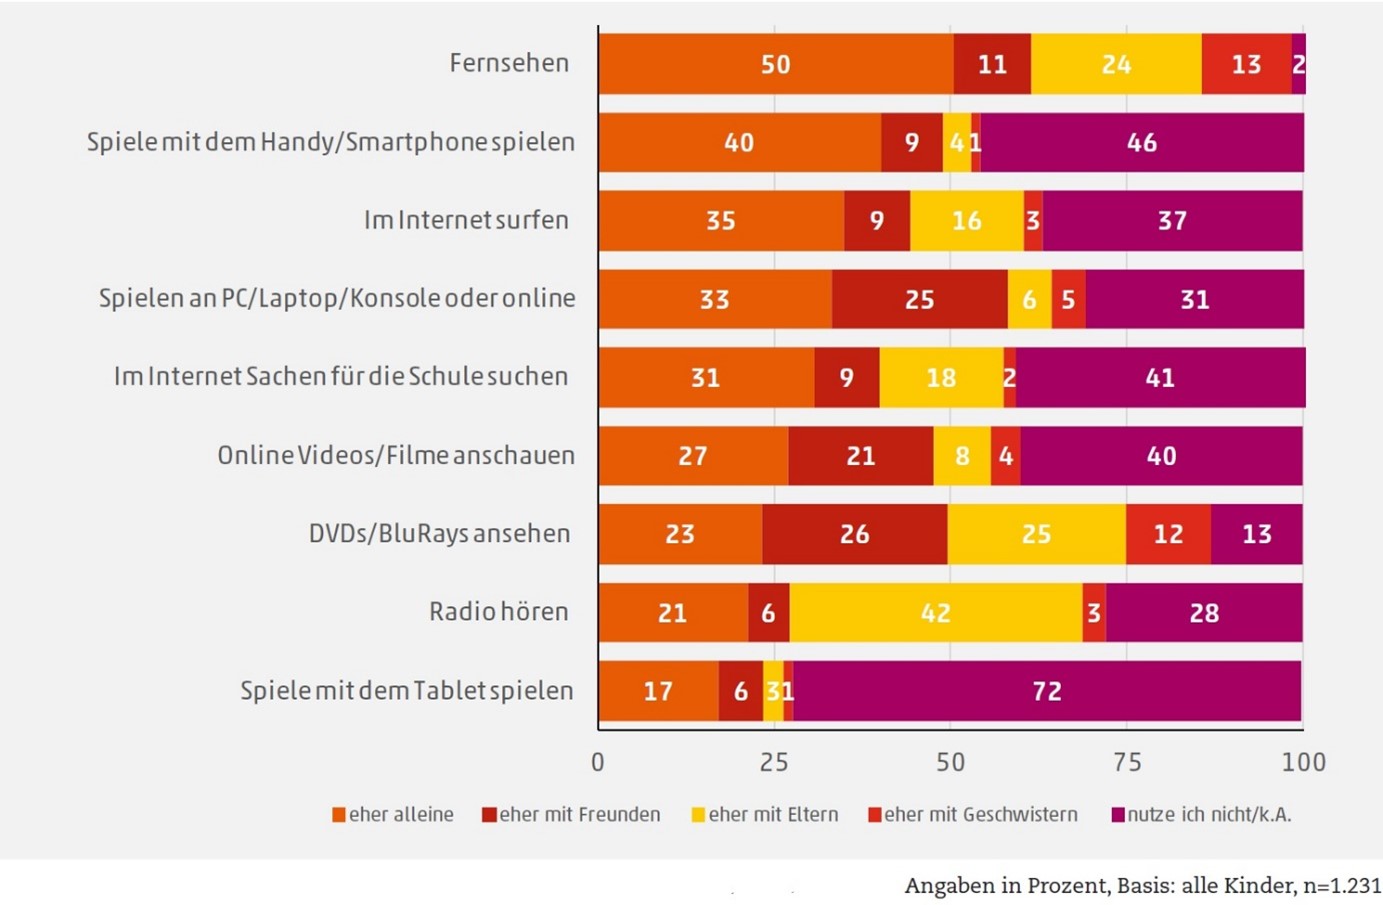 Fernsehen 50 11 24 13 2
Spiele mit dem Handy/Smartphone spielen 40 9 4 1 46
Im Internet surfen 35 9 16 3 37
Spielen an PC/Laptop/Konsole oder online 33 25 6 5 31
Im Internet Sachen für die Schule suchen 31 9 18 2 41
Online Videos/Filme anschauen 27 21 8 4 40
DVDs/BluRays ansehen 23 26 25 12 13
Radio hören 21 6 42 3 28
Spiele mit dem Tablet spielen 17 6 3 1 72
0 25 50 75 100
eher alleine eher mit Freunden eher mit Eltern eher mit Geschwistern nutze ich nicht/k.A.
Angaben in Prozent, Basis: alle Kinder, n=1.231